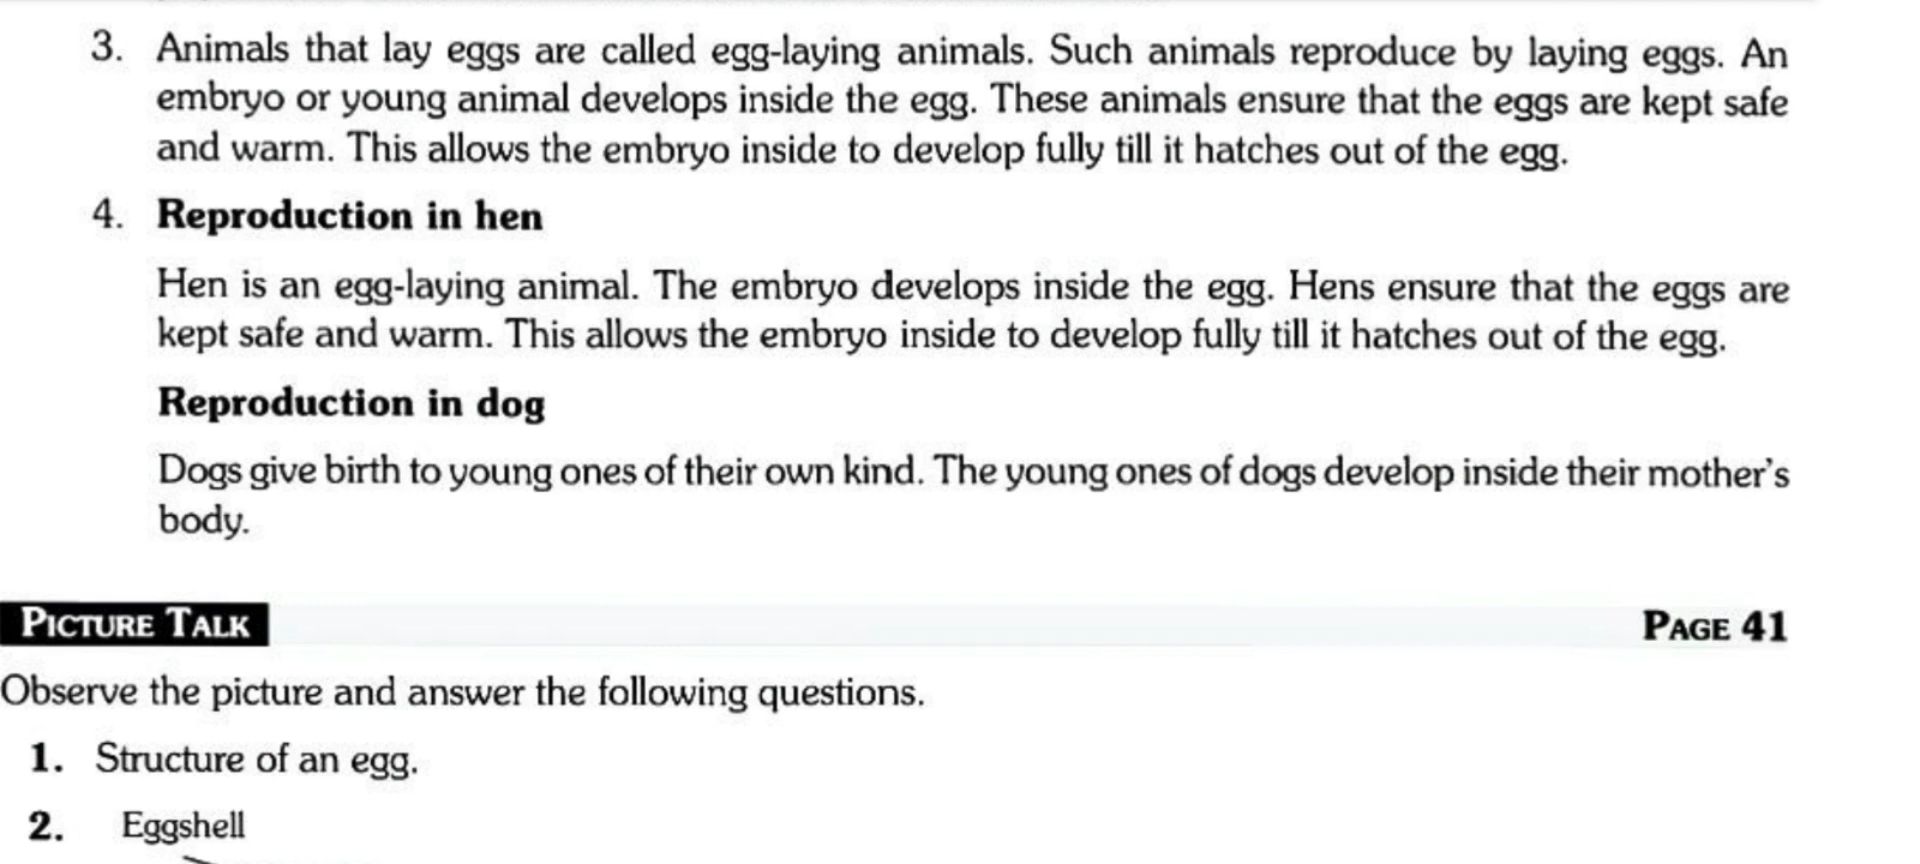 3. Animals that lay eggs are called egg-laying animals. Such animals reproduce by laying eggs. An
embryo or young animal develops inside the egg. These animals ensure that the eggs are kept safe
and warm. This allows the embryo inside to develop fully till it hatches out of the egg.
4. Reproduction in hen
Hen is an egg-laying animal. The embryo develops inside the egg. Hens ensure that the eggs are
kept safe and warm. This allows the embryo inside to develop fully till it hatches out of the egg.
Reproduction in dog
Dogs give birth to young ones of their own kind. The young ones of dogs develop inside their mother's
body.
PICTURE TALK PAGE 41
Observe the picture and answer the following questions.
1. Structure of an egg.
2. Eggshell